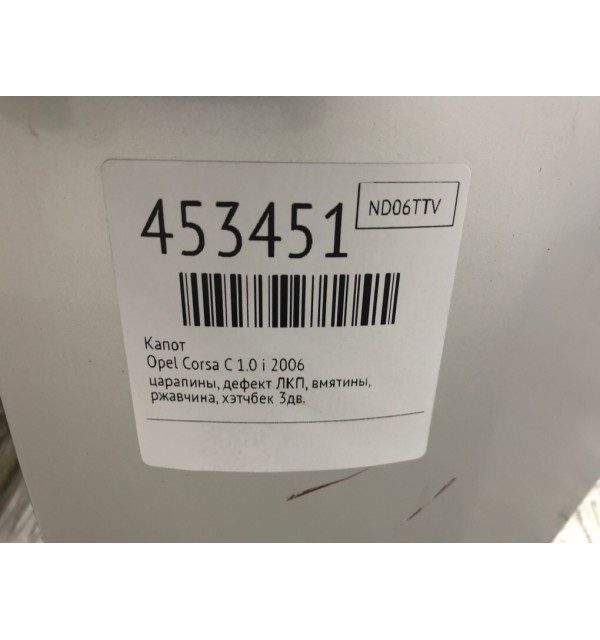 453451
ND06TTV
Капот
Opel Corsa C 1.0 i 2006
царапины, дефект ЛКП, вмятины,
ржавчина, хэтчбек 3дв.